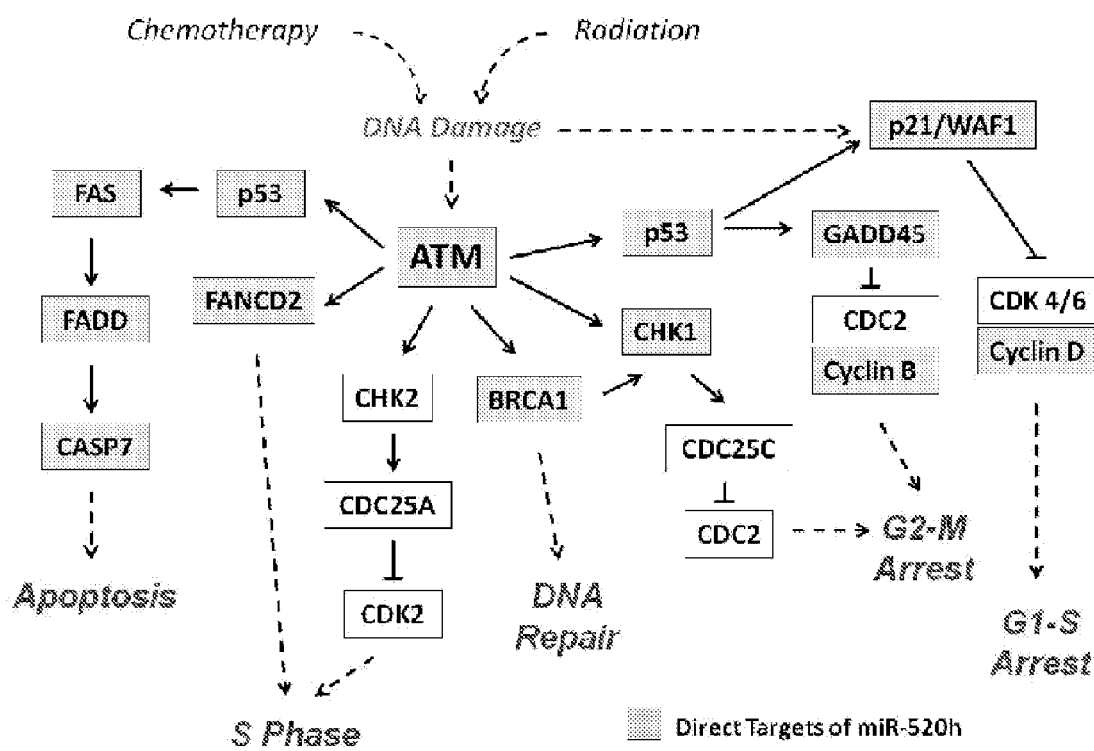 Chemotherapy
Radiation
DNA Damage
p21/WAF1
FAS
p53
p53
GADD45
ATM
FANCD2
FADD
CHK1
CDC2
Cyclin B
CDK 4/6
Cyclin D
CHK2
BRCA1
CASP7
CDC25C
CDC25A
CDC2
G2-M
Arrest
Apoptosis
CDK2
DNA
Repair
G1-S
Arrest
S Phase
Direct Targets of miR-520h